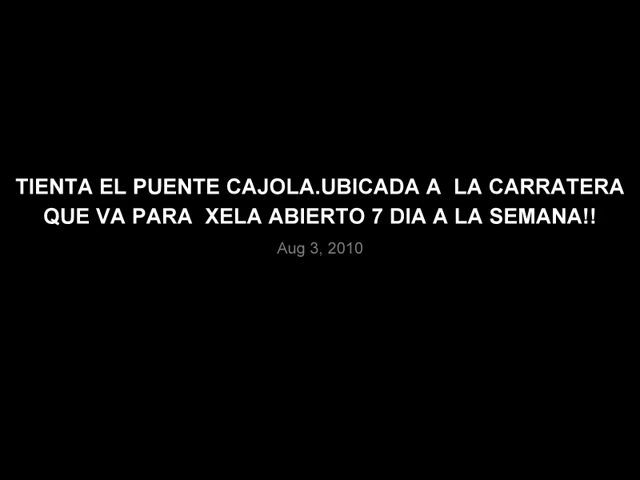 TIENTA EL PUENTE CAJOLA.UBICADA A  LA CARRATERA
QUE VA PARA  XELA ABIERTO 7 DIA A LA SEMANA!!
Aug 3, 2010